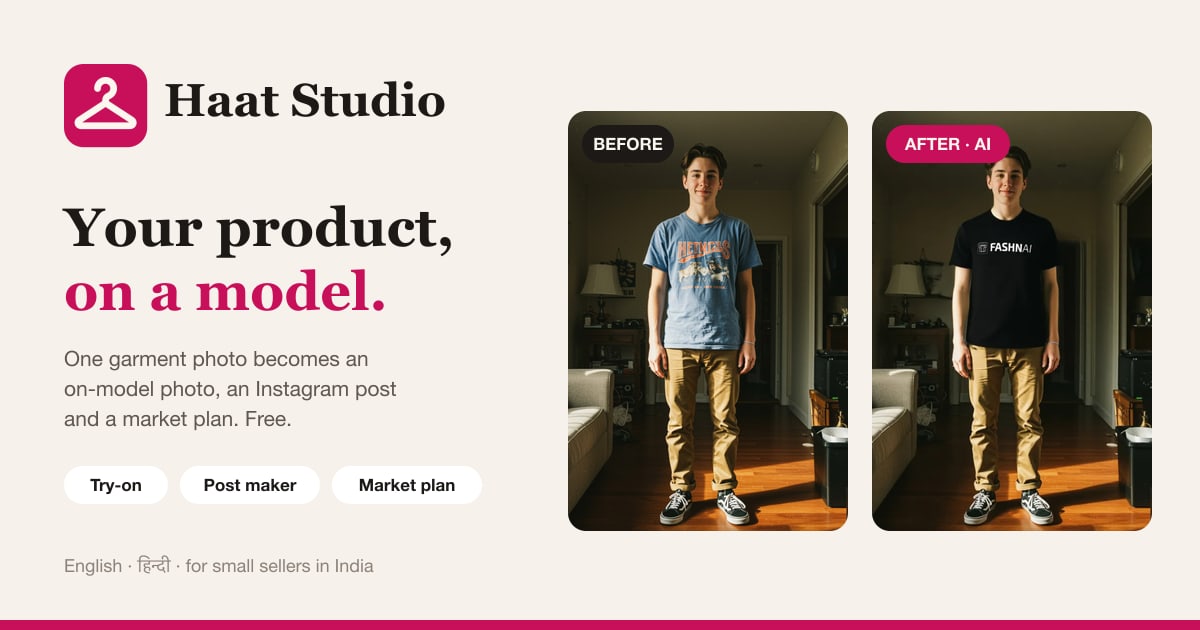 Haat Studio
Your product,
on a model.
One garment photo becomes an
on-model photo, an Instagram post
and a market plan. Free.
Try-on
Post maker
Market plan
English · हिन्दी · for small sellers in India
BEFORE
AFTER · AI
FASHNAI